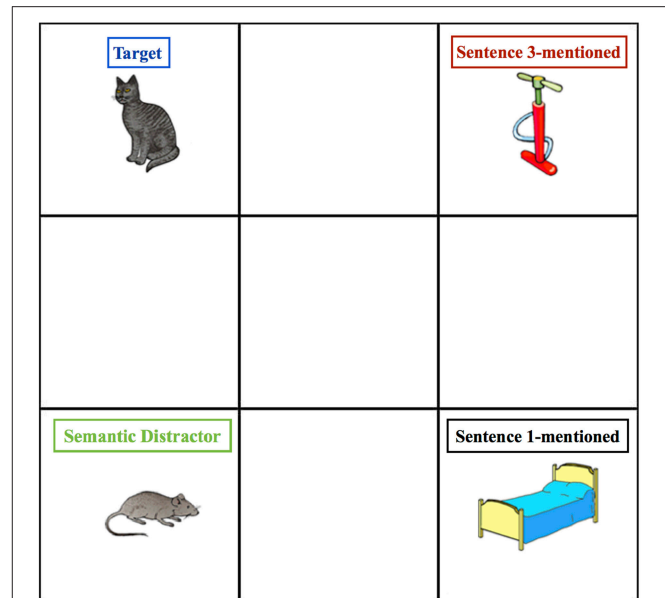 Target
Sentence 3-mentioned
Semantic Distractor
Sentence 1-mentioned